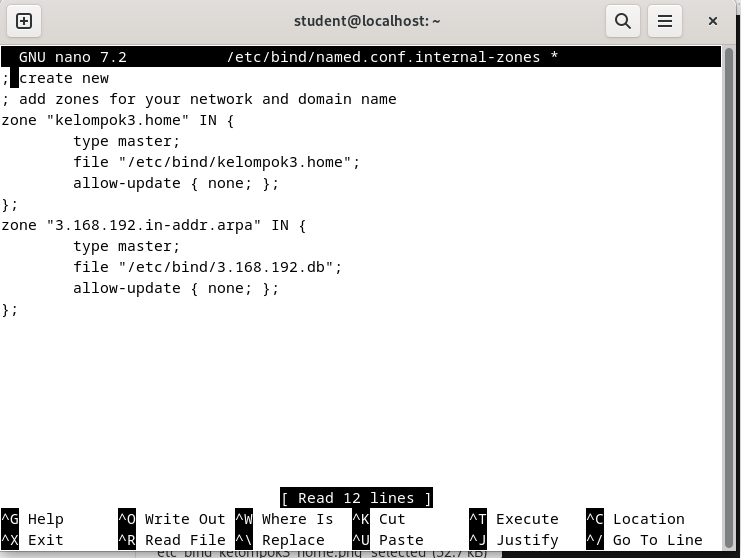 student@localhost: ~
GNU nano 7.2 /etc/bind/named.conf.internal-zones *
; create new
; add zones for your network and domain name
zone "kelompok3.home" IN {
type master;
file "/etc/bind/kelompok3.home";
allow-update { none; };
};
zone "3.168.192.in-addr.arpa" IN {
type master;
file "/etc/bind/3.168.192.db";
allow-update { none; };
};
[ Read 12 lines ]
^G Help ^O Write Out ^W Where Is ^K Cut ^T Execute ^C Location
^X Exit ^R Read File ^\ Replace ^U Paste ^J Justify ^/ Go To Line
etc bind kelompok3 home.png" selected (52.7 kB)